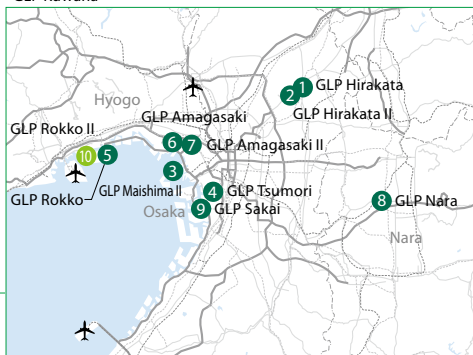 Hyogo
1
GLP Hirakata
2
GLP Hirakata II
GLP Amagasaki
GLP Rokko II
6
7
GLP Amagasaki II
10
5
3
GLP Maishima II
4
GLP Tsumori
GLP Rokko
8
GLP Nara
Osaka
9
GLP Sakai
Nara